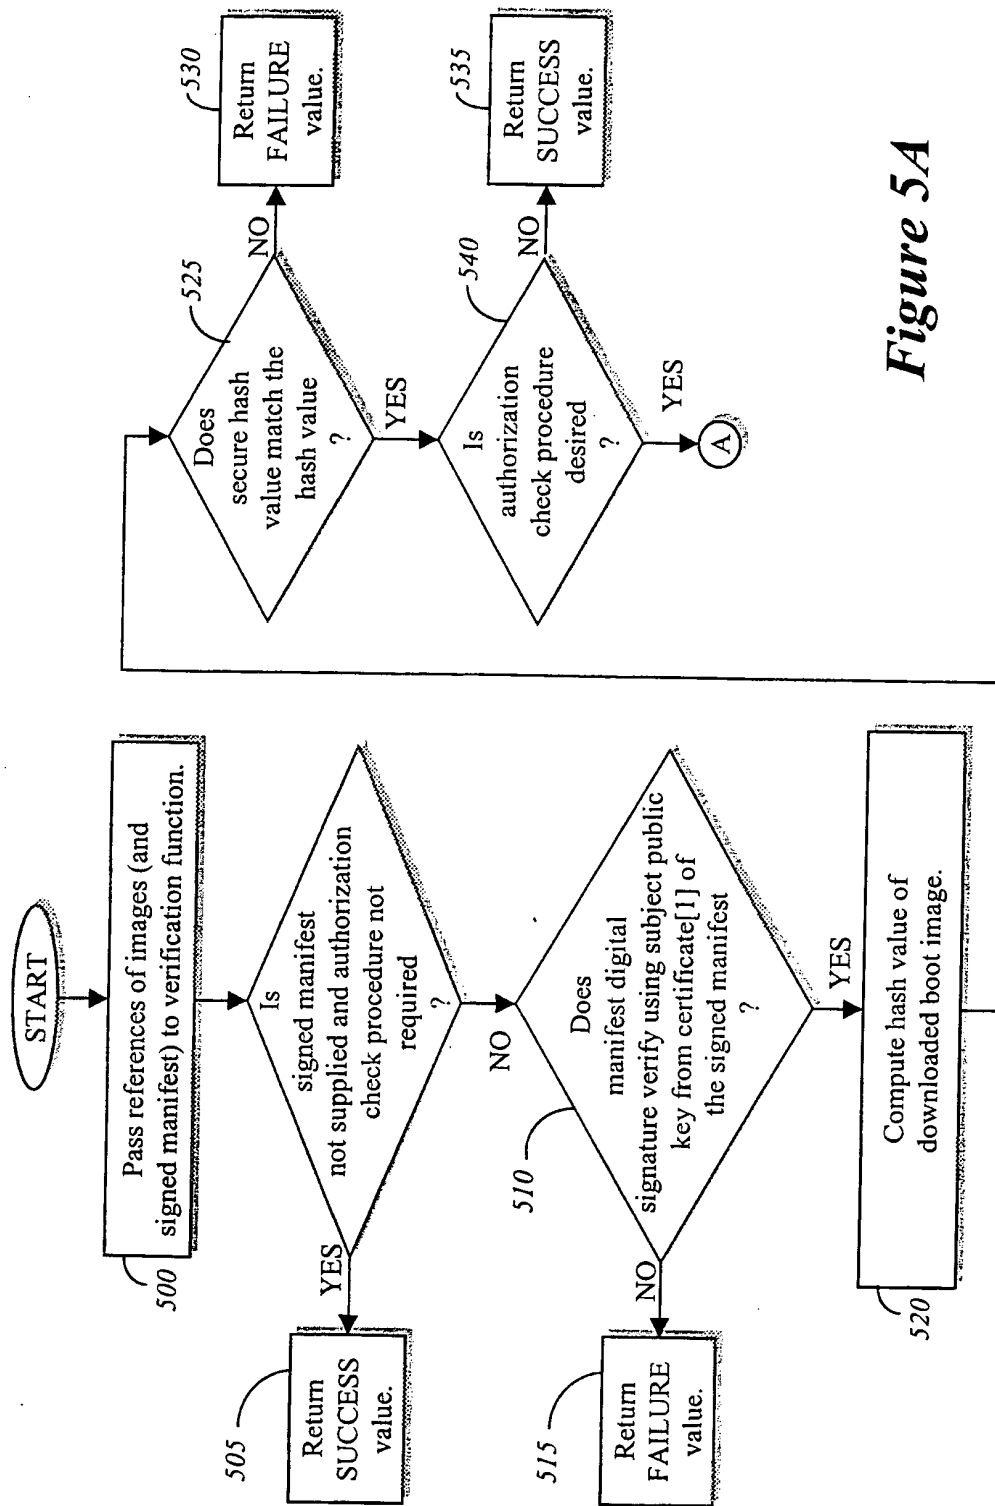 START
Pass references of images (and
signed manifest) to verification function.
500
Is
signed manifest
not supplied and authorization
check procedure not
required
?
YES
505
Return
SUCCESS
value.
NO
510
Does
manifest digital
signature verify using subject public
key from certificate[1] of
the signed manifest
?
NO
515
Return
FAILURE
value.
YES
520
Compute hash value of
downloaded boot image.
525
Does
secure hash
value match the
hash value
?
NO
530
Return
FAILURE
value.
YES
540
Is
authorization
check procedure
desired
?
NO
535
Return
SUCCESS
value.
YES
A
Figure 5A